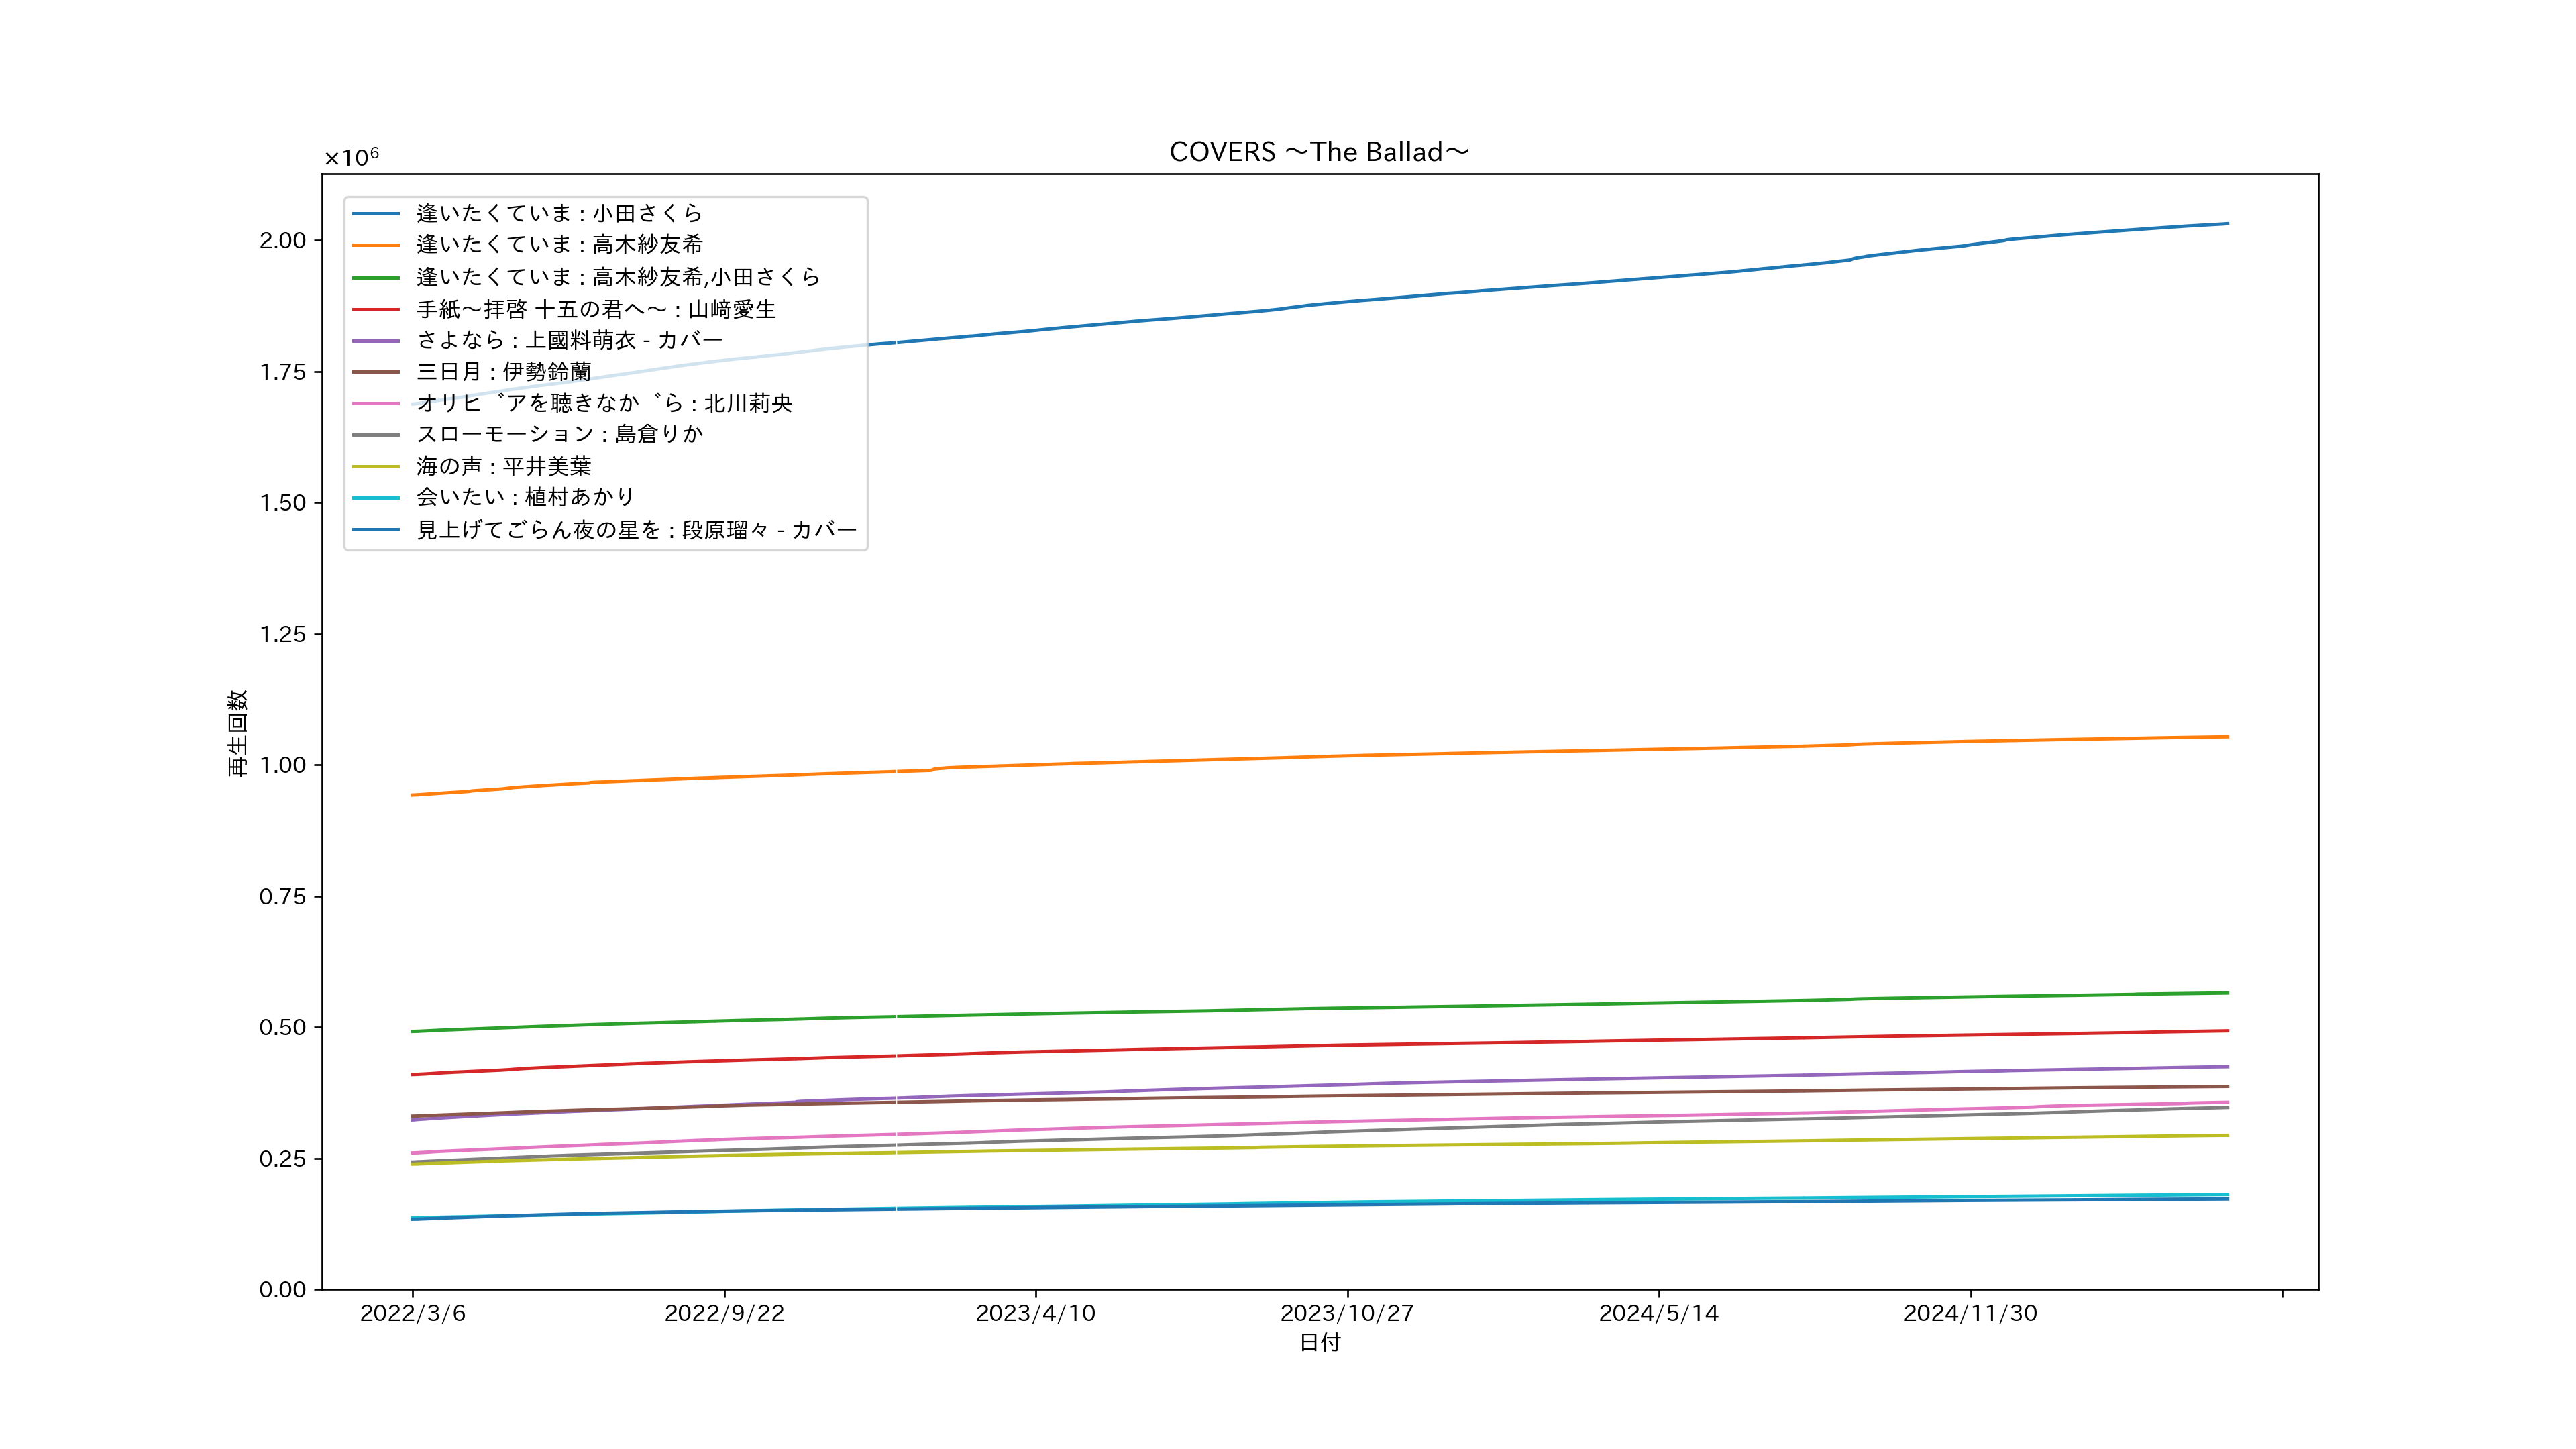 COVERS ～The Ballad～
×10⁶
2.00
1.75
1.50
1.25
1.00
0.75
0.50
0.25
0.00
再生回数
逢いたくていま : 小田さくら
逢いたくていま : 高木紗友希
逢いたくていま : 高木紗友希,小田さくら
手紙～拝啓 十五の君へ～ : 山﨑愛生
さよなら : 上國料萌衣 - カバー
三日月 : 伊勢鈴蘭
オリビアを聴きながら : 北川莉央
スローモーション : 島倉りか
海の声 : 平井美葉
会いたい : 植村あかり
見上げてごらん夜の星を : 段原瑠々 - カバー
2022/3/6
2022/9/22
2023/4/10
2023/10/27
2024/5/14
2024/11/30
日付